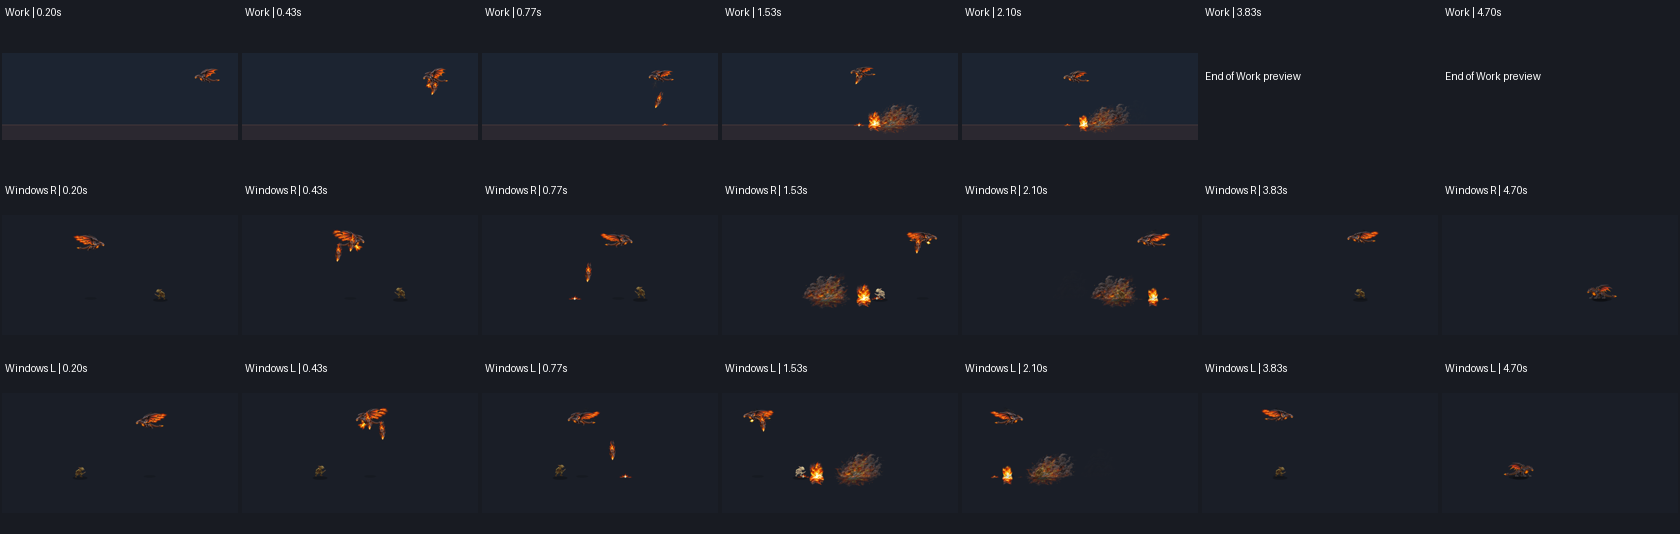 Work | 0.20s
Work | 0.43s
Work | 0.77s
Work | 1.53s
Work | 2.10s
Work | 3.83s
Work | 4.70s
End of Work preview
End of Work preview
Windows R | 0.20s
Windows R | 0.43s
Windows R | 0.77s
Windows R | 1.53s
Windows R | 2.10s
Windows R | 3.83s
Windows R | 4.70s
Windows L | 0.20s
Windows L | 0.43s
Windows L | 0.77s
Windows L | 1.53s
Windows L | 2.10s
Windows L | 3.83s
Windows L | 4.70s